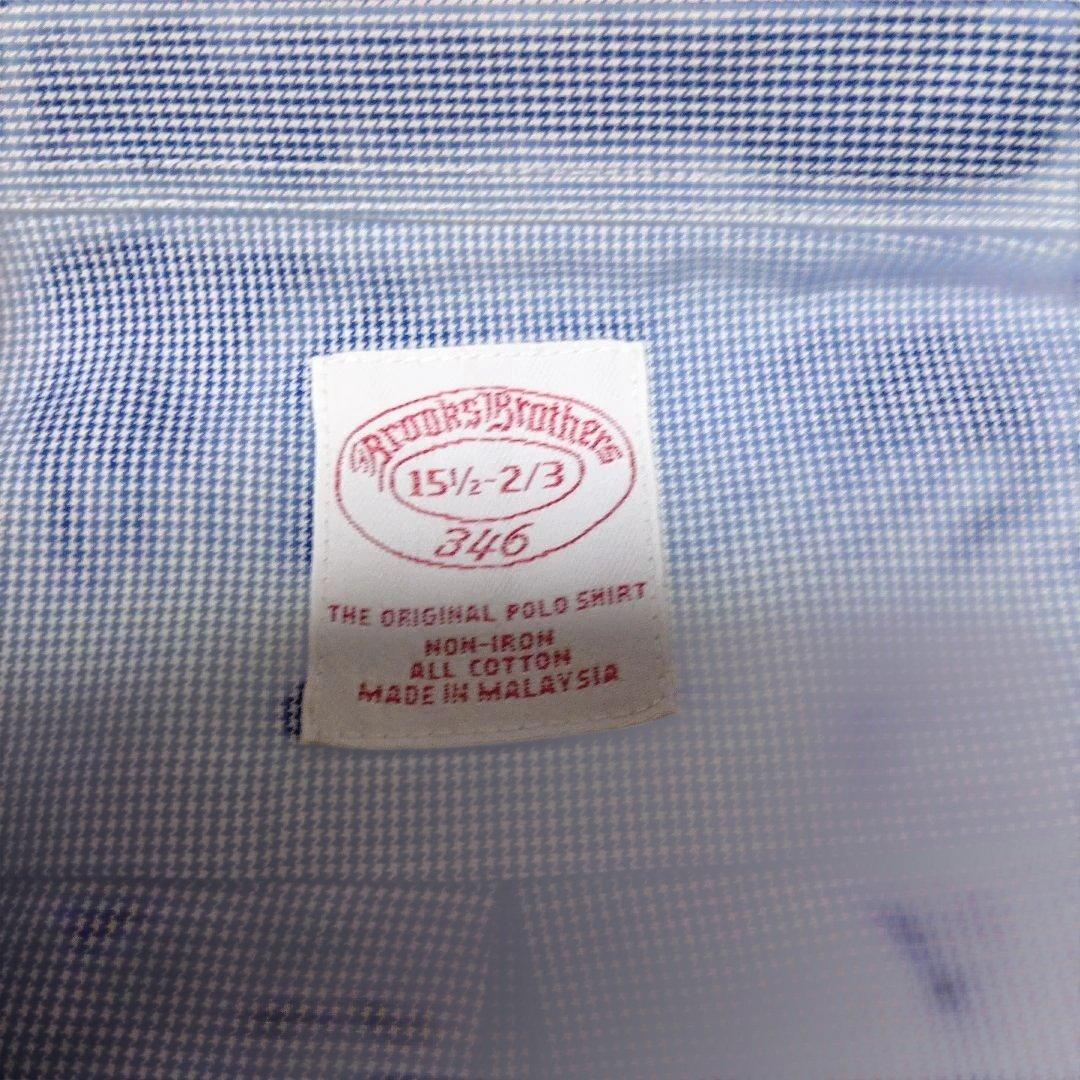 Brooks Brothers
15½-2/3
346
THE ORIGINAL POLO SHIRT
NON-IRON
ALL COTTON
MADE IN MALAYSIA